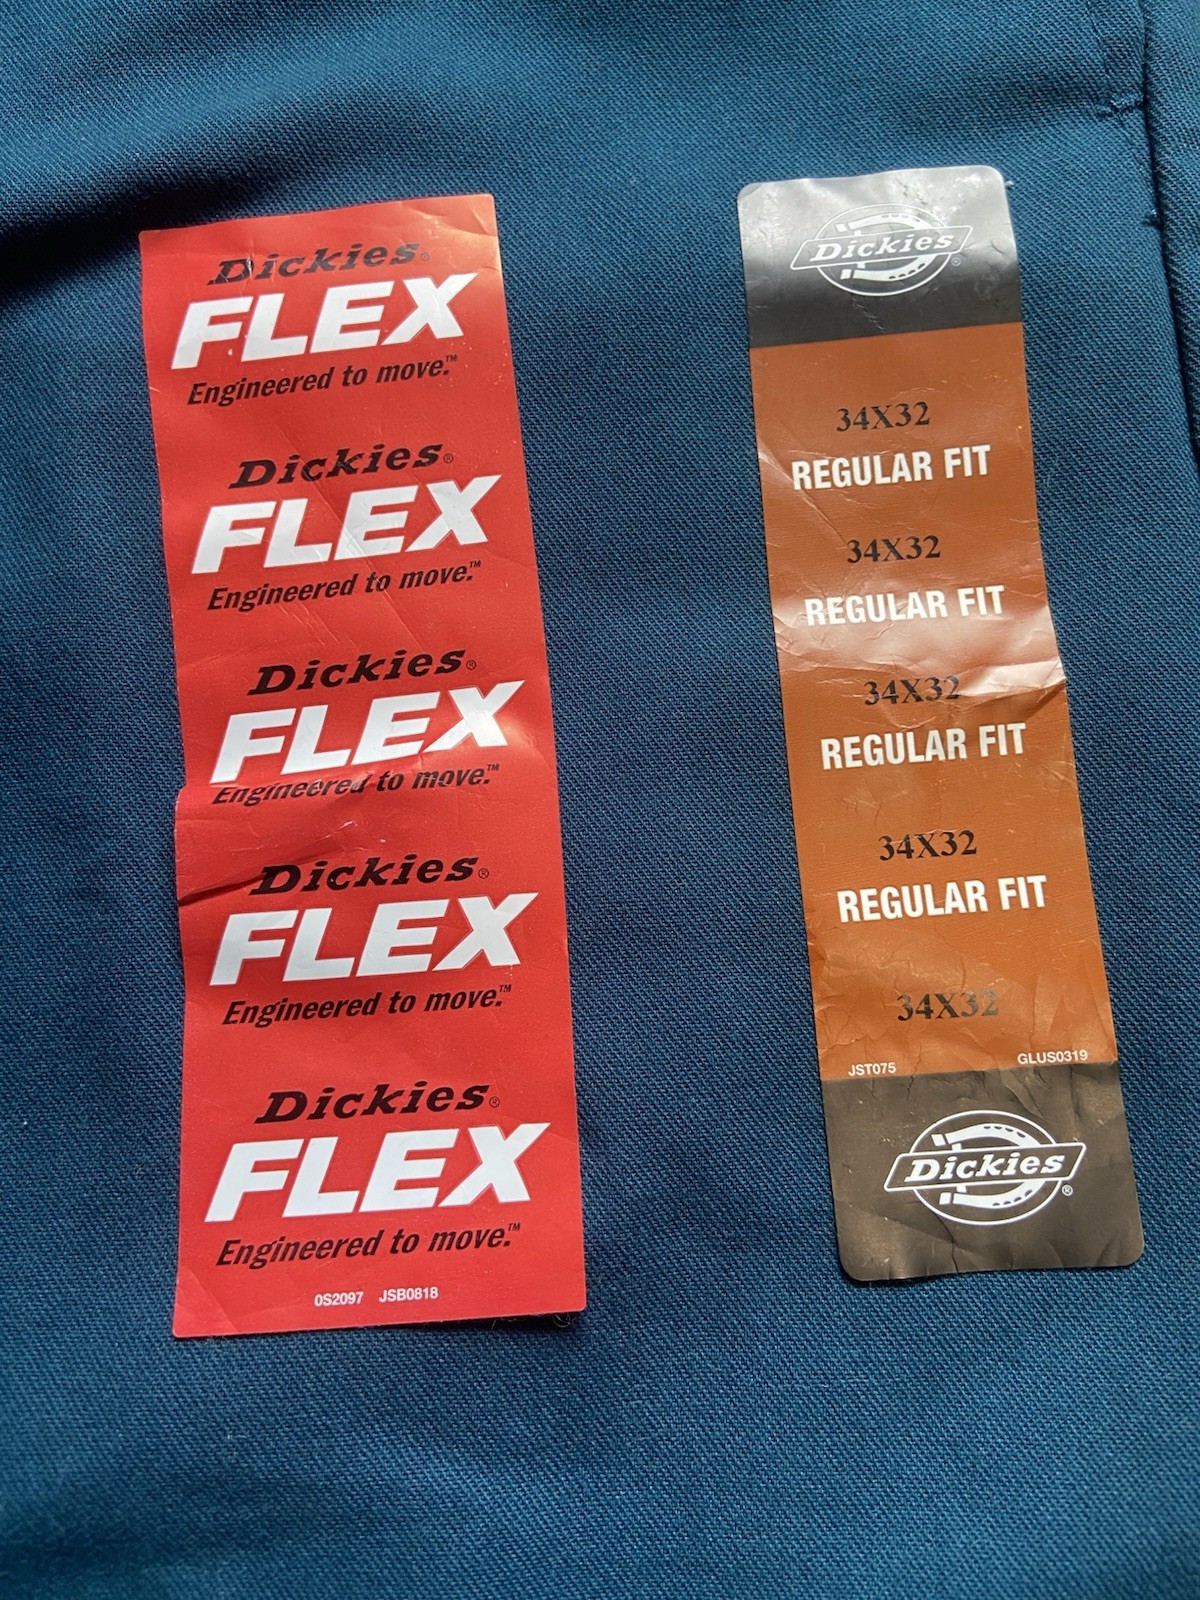 Dickies®
FLEX
Engineered to move.™
Dickies®
FLEX
Engineered to move.™
Dickies®
FLEX
Engineered to move.™
Dickies®
FLEX
Engineered to move.™
Dickies®
FLEX
Engineered to move.™
0S2097 JSB0818
Dickies®
34X32
REGULAR FIT
34X32
REGULAR FIT
34X32
REGULAR FIT
34X32
REGULAR FIT
34X32
JST075 GLUS0319
Dickies®